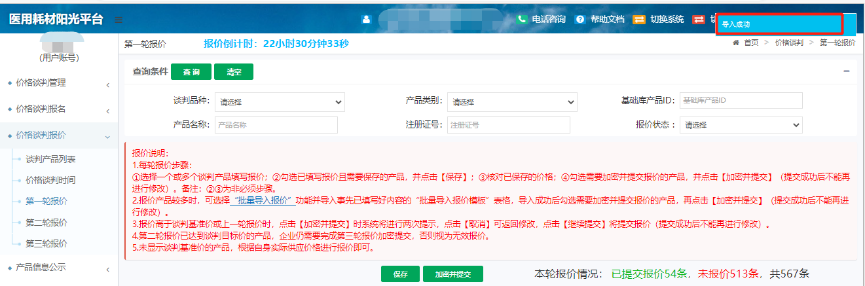 医用耗材阳光平台
电话咨询
帮助文档
切换系统
导入成功
(用户账号)
第一轮报价
报价倒计时：22小时30分钟33秒
首页 > 价格谈判 > 第一轮报价
价格谈判管理
价格谈判报名
价格谈判报价
谈判产品列表
价格谈判时间
第一轮报价
第二轮报价
第三轮报价
产品信息公示
查询条件 查询 清空
谈判品种： 请选择 产品类别： 请选择 基础库产品ID： 基础库产品ID
产品名称： 产品名称 注册证号： 注册证号 报价状态： 请选择
报价说明：
1.每轮报价步骤：
①选择一个或多个谈判产品填写报价；②勾选已填写报价且需要保存的产品，并点击【保存】；③核对已保存的价格；④勾选需要加密并提交报价的产品，并点击【加密并提交】（提交成功后不能再
进行修改）。备注：②③为非必须步骤。
2.报价产品较多时，可选择“批量导入报价”功能并导入事先已填写好内容的“批量导入报价模版”表格，导入成功后勾选需要加密并提交报价的产品，再点击【加密并提交】（提交成功后不能再进
行修改）。
3.报价高于谈判基准价或上一轮报价时，点击【加密并提交】时系统将进行两次提示，点击【取消】可返回修改，点击【继续提交】将提交报价（提交成功后不能再进行修改）。
4.第二轮报价已达到谈判目标价的产品，企业仍需要完成第三轮报价加密提交，否则视为无效报价。
5.未显示谈判基准价的产品，根据自身实际供应价格进行报价即可。
保存 加密并提交 本轮报价情况： 已提交报价54条，未报价513条，共567条